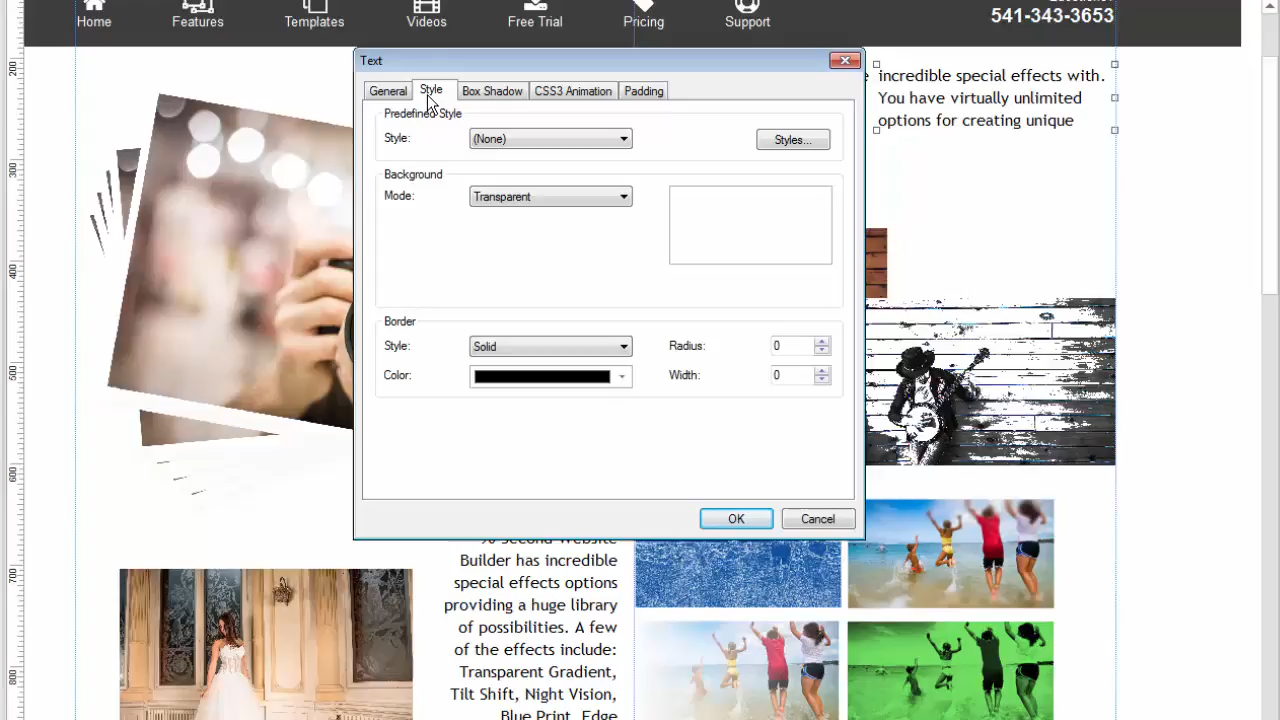 Home
Features
Templates
Videos
Free Trial
Pricing
Support
541-343-3653
200
300
400
500
600
700
800
Text
General
Style
Box Shadow
CSS3 Animation
Padding
Predefined Style
Style:
(None)
Styles...
Background
Mode:
Transparent
Border
Style:
Solid
Radius:
0
Color:
Width:
0
OK
Cancel
incredible special effects with.
You have virtually unlimited
options for creating unique
Builder has incredible
special effects options
providing a huge library
of possibilities. A few
of the effects include:
Transparent Gradient,
Tilt Shift, Night Vision,
Blue Print, Edge